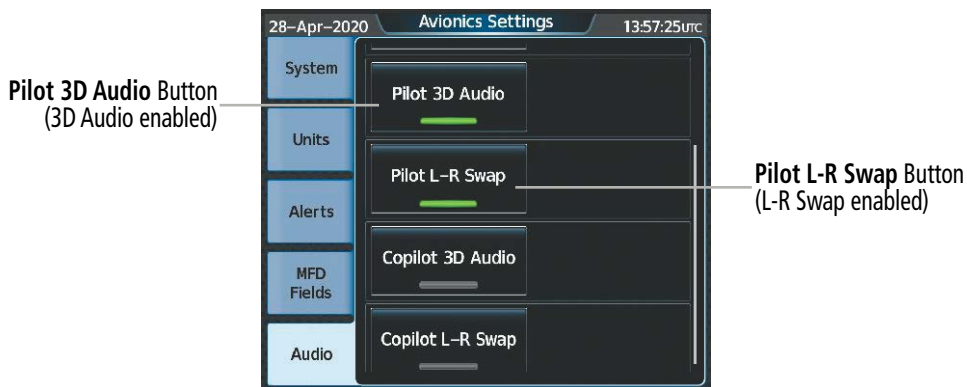 28–Apr–2020
Avionics Settings
13:57:25UTC
System
Units
Alerts
MFD
Fields
Audio
Pilot 3D Audio
Pilot L–R Swap
Copilot 3D Audio
Copilot L–R Swap
Pilot 3D Audio Button
(3D Audio enabled)
Pilot L-R Swap Button
(L-R Swap enabled)